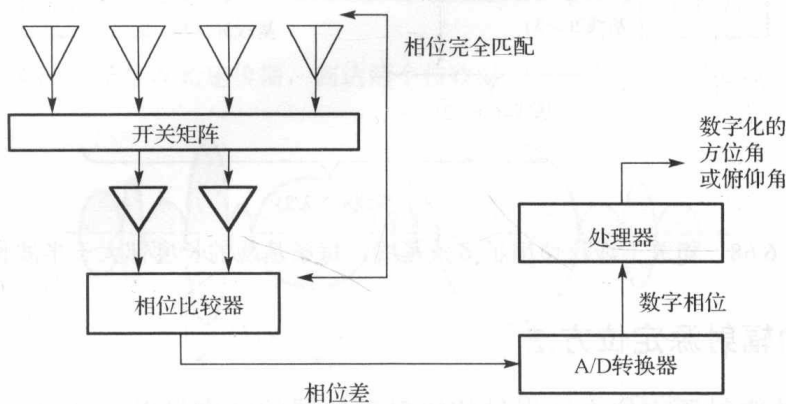 相位完全匹配
开关矩阵
数字化的
方位角
或俯仰角
处理器
相位比较器
数字相位
A/D转换器
相位差